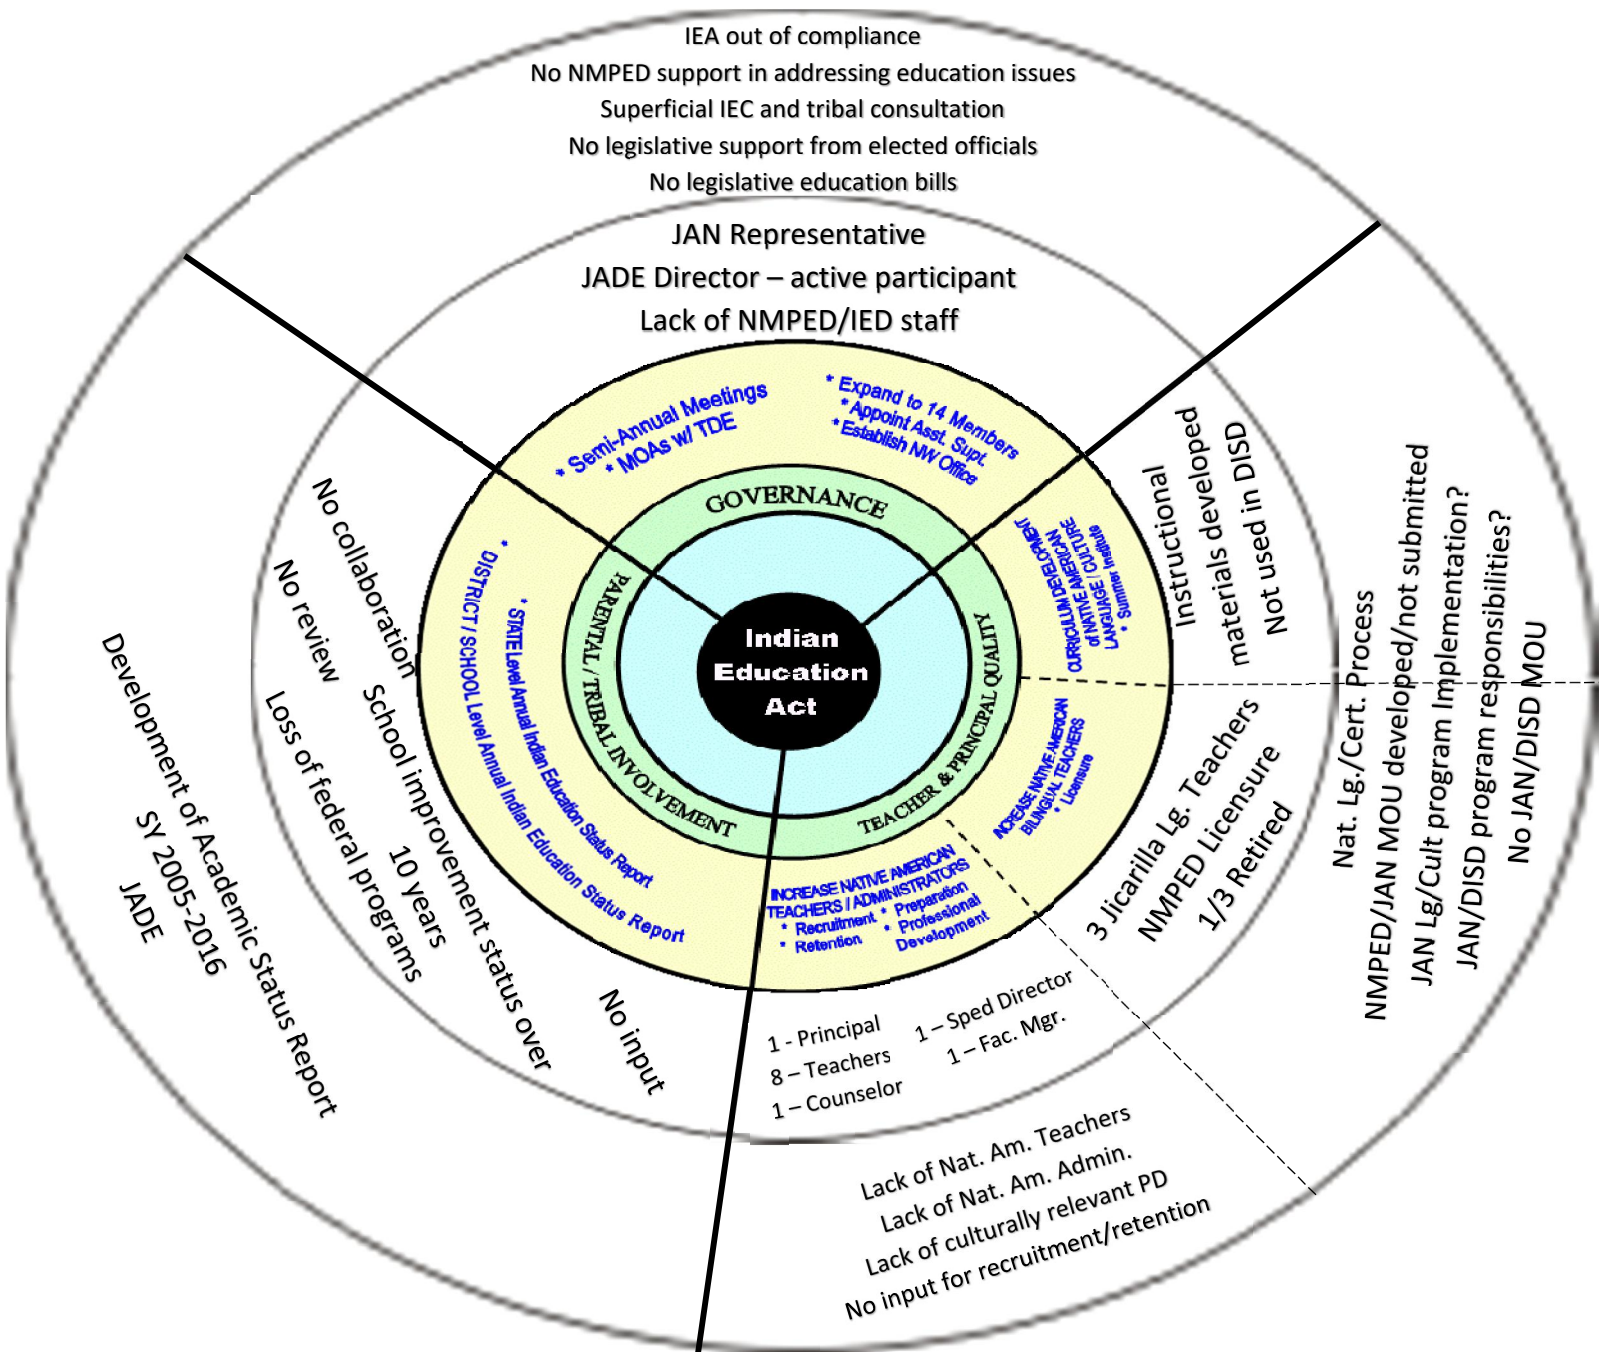 IEA out of compliance
No NMPED support in addressing education issues
Superficial IEC and tribal consultation
No legislative support from elected officials
No legislative education bills
JAN Representative
JADE Director – active participant
Lack of NMPED/IED staff
* Semi-Annual Meetings
* MOAs w/ TDE
* Expand to 14 Members
* Appoint Asst. Supt.
* Establish NW Office
GOVERNANCE
Indian
Education
Act
PARENTAL / TRIBAL INVOLVEMENT
TEACHER & PRINCIPAL QUALITY
CURRICULUM DEVELOPMENT
of NATIVE AMERICAN
LANGUAGE / CULTURE
* Summer Institute
Instructional
materials developed
Not used in DISD
INCREASE NATIVE AMERICAN
BILINGUAL TEACHERS
* Licensure
3 Jicarilla Lg. Teachers
NMPED Licensure
1/3 Retired
Nat. Lg./Cert. Process
NMPED/JAN MOU developed/not submitted
JAN Lg/Cult program Implementation?
JAN/DISD program responsibilities?
No JAN/DISD MOU
INCREASE NATIVE AMERICAN
TEACHERS / ADMINISTRATORS
* Recruitment * Preparation
* Retention * Professional
Development
1 - Principal
8 – Teachers
1 – Counselor
1 – Sped Director
1 – Fac. Mgr.
Lack of Nat. Am. Teachers
Lack of Nat. Am. Admin.
Lack of culturally relevant PD
No input for recruitment/retention
* STATE Level Annual Indian Education Status Report
* DISTRICT / SCHOOL Level Annual Indian Education Status Report
No collaboration
No review
School improvement status over
10 years
Loss of federal programs
No input
Development of Academic Status Report
SY 2005-2016
JADE